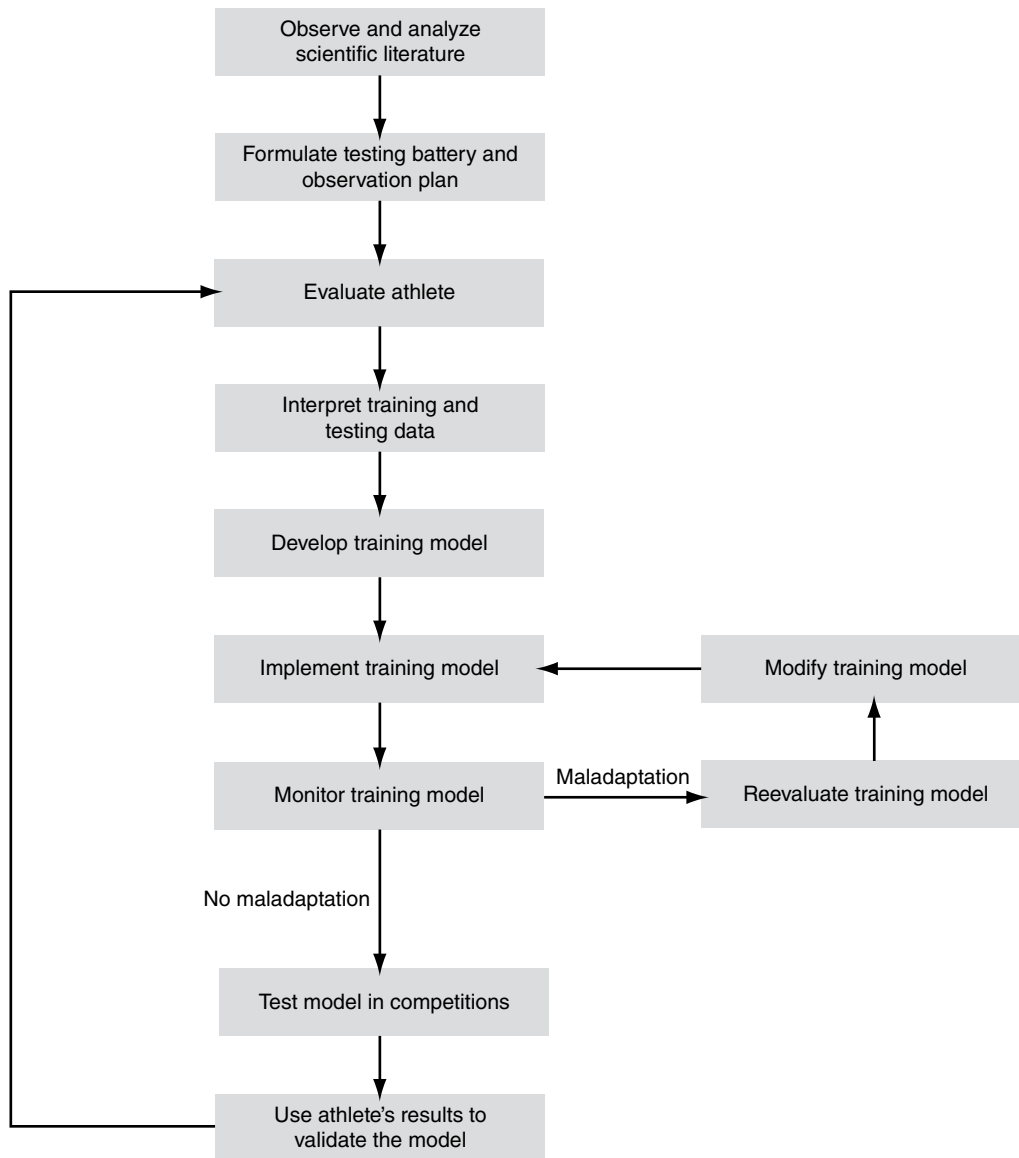 Observe and analyze
scientific literature
Formulate testing battery and
observation plan
Evaluate athlete
Interpret training and
testing data
Develop training model
Implement training model
Modify training model
Monitor training model
Maladaptation
Reevaluate training model
No maladaptation
Test model in competitions
Use athlete's results to
validate the model